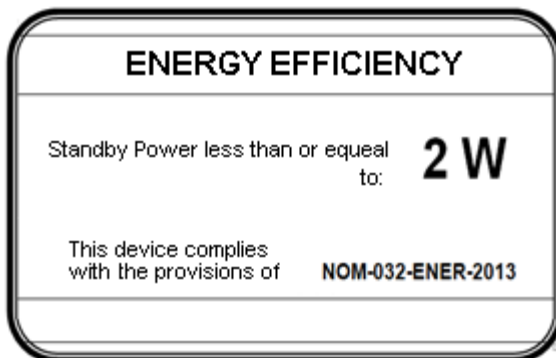 ENERGY EFFICIENCY
Standby Power less than or equeal
to:
2 W
This device complies
with the provisions of
NOM-032-ENER-2013